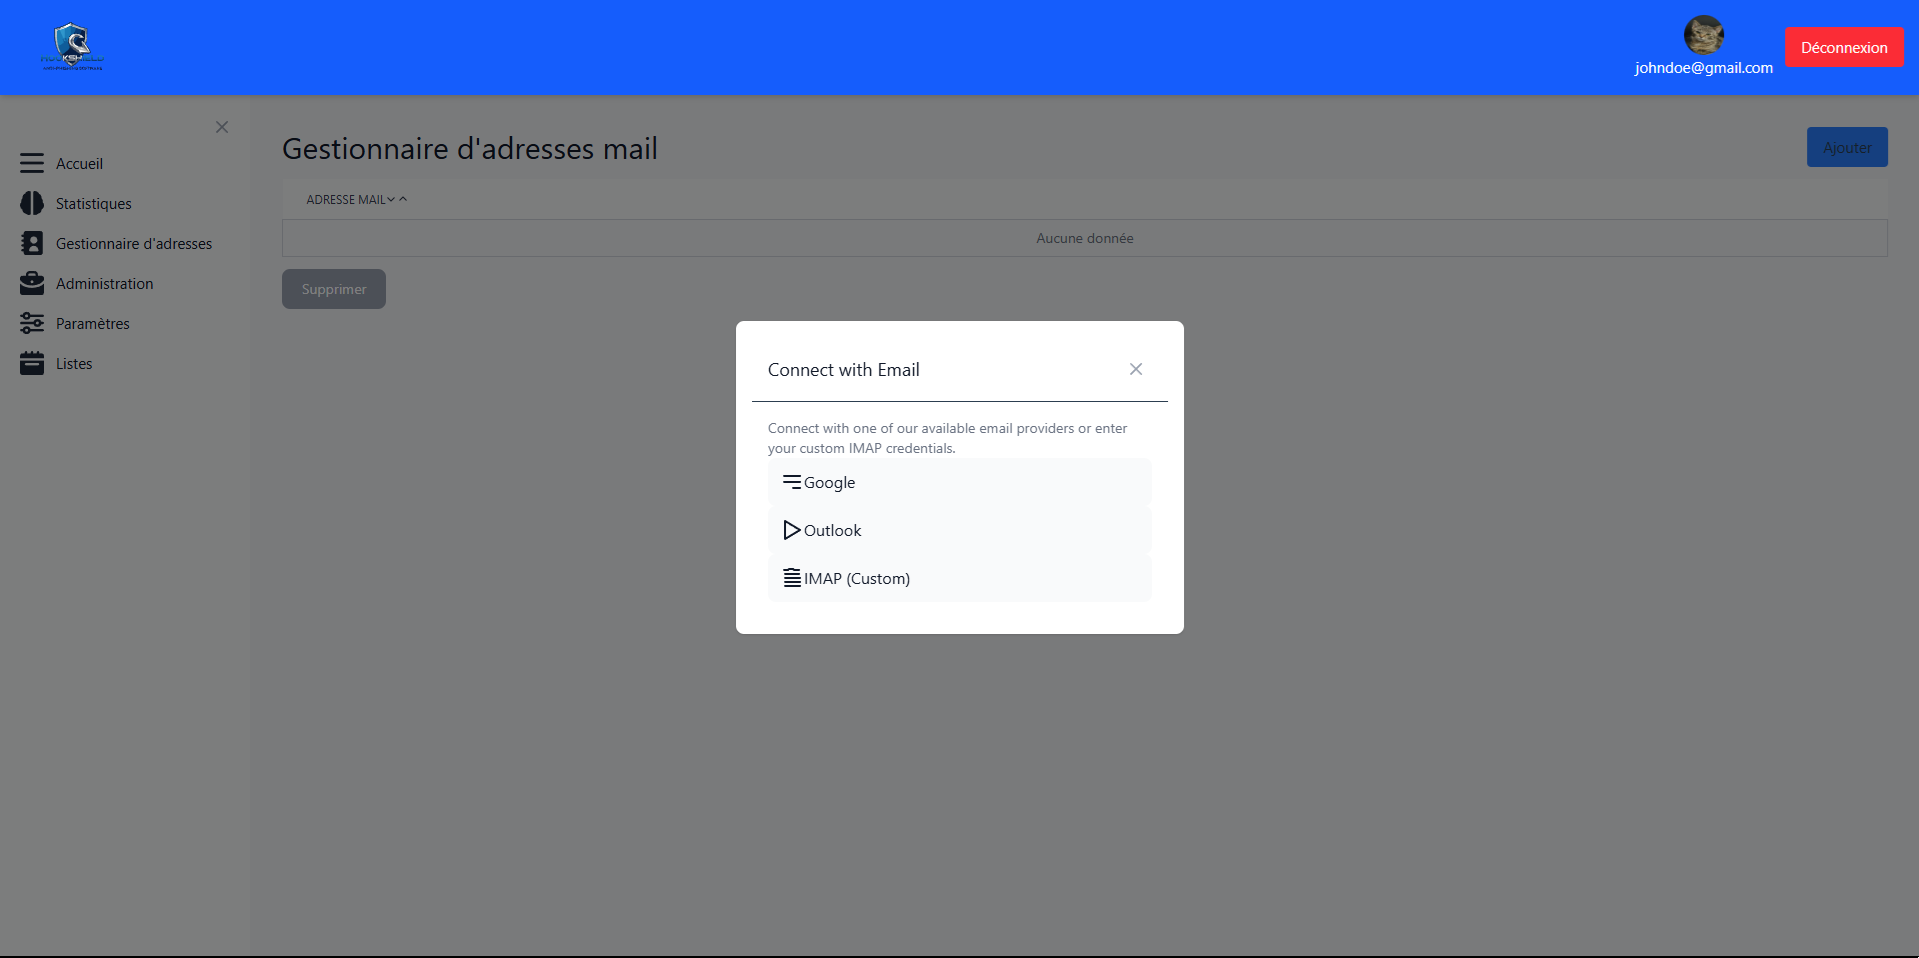 KSH
johndoe@gmail.com
Déconnexion
Accueil
Statistiques
Gestionnaire d'adresses
Administration
Paramètres
Listes
Gestionnaire d'adresses mail
Ajouter
ADRESSE MAIL
Aucune donnée
Supprimer
Connect with Email
Connect with one of our available email providers or enter
your custom IMAP credentials.
Google
Outlook
IMAP (Custom)